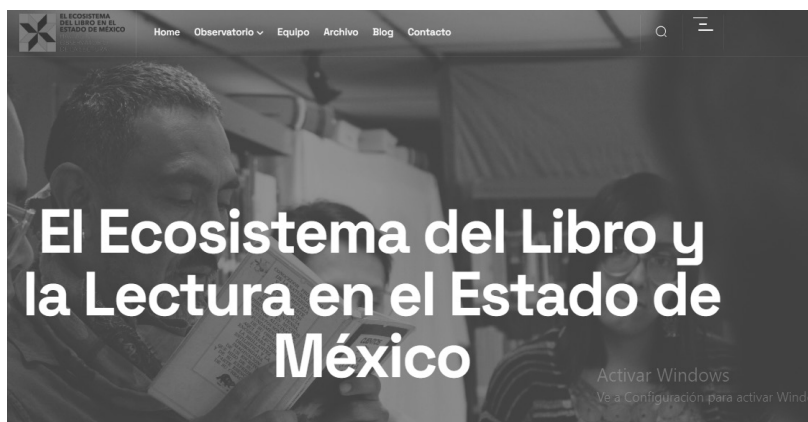 EL ECOSISTEMA
DEL LIBRO EN EL
ESTADO DE MÉXICO
Home Observatorio Equipo Archivo Blog Contacto
El Ecosistema del Libro y
la Lectura en el Estado de
México
Activar Windows
Ve a Configuración para activar Wind